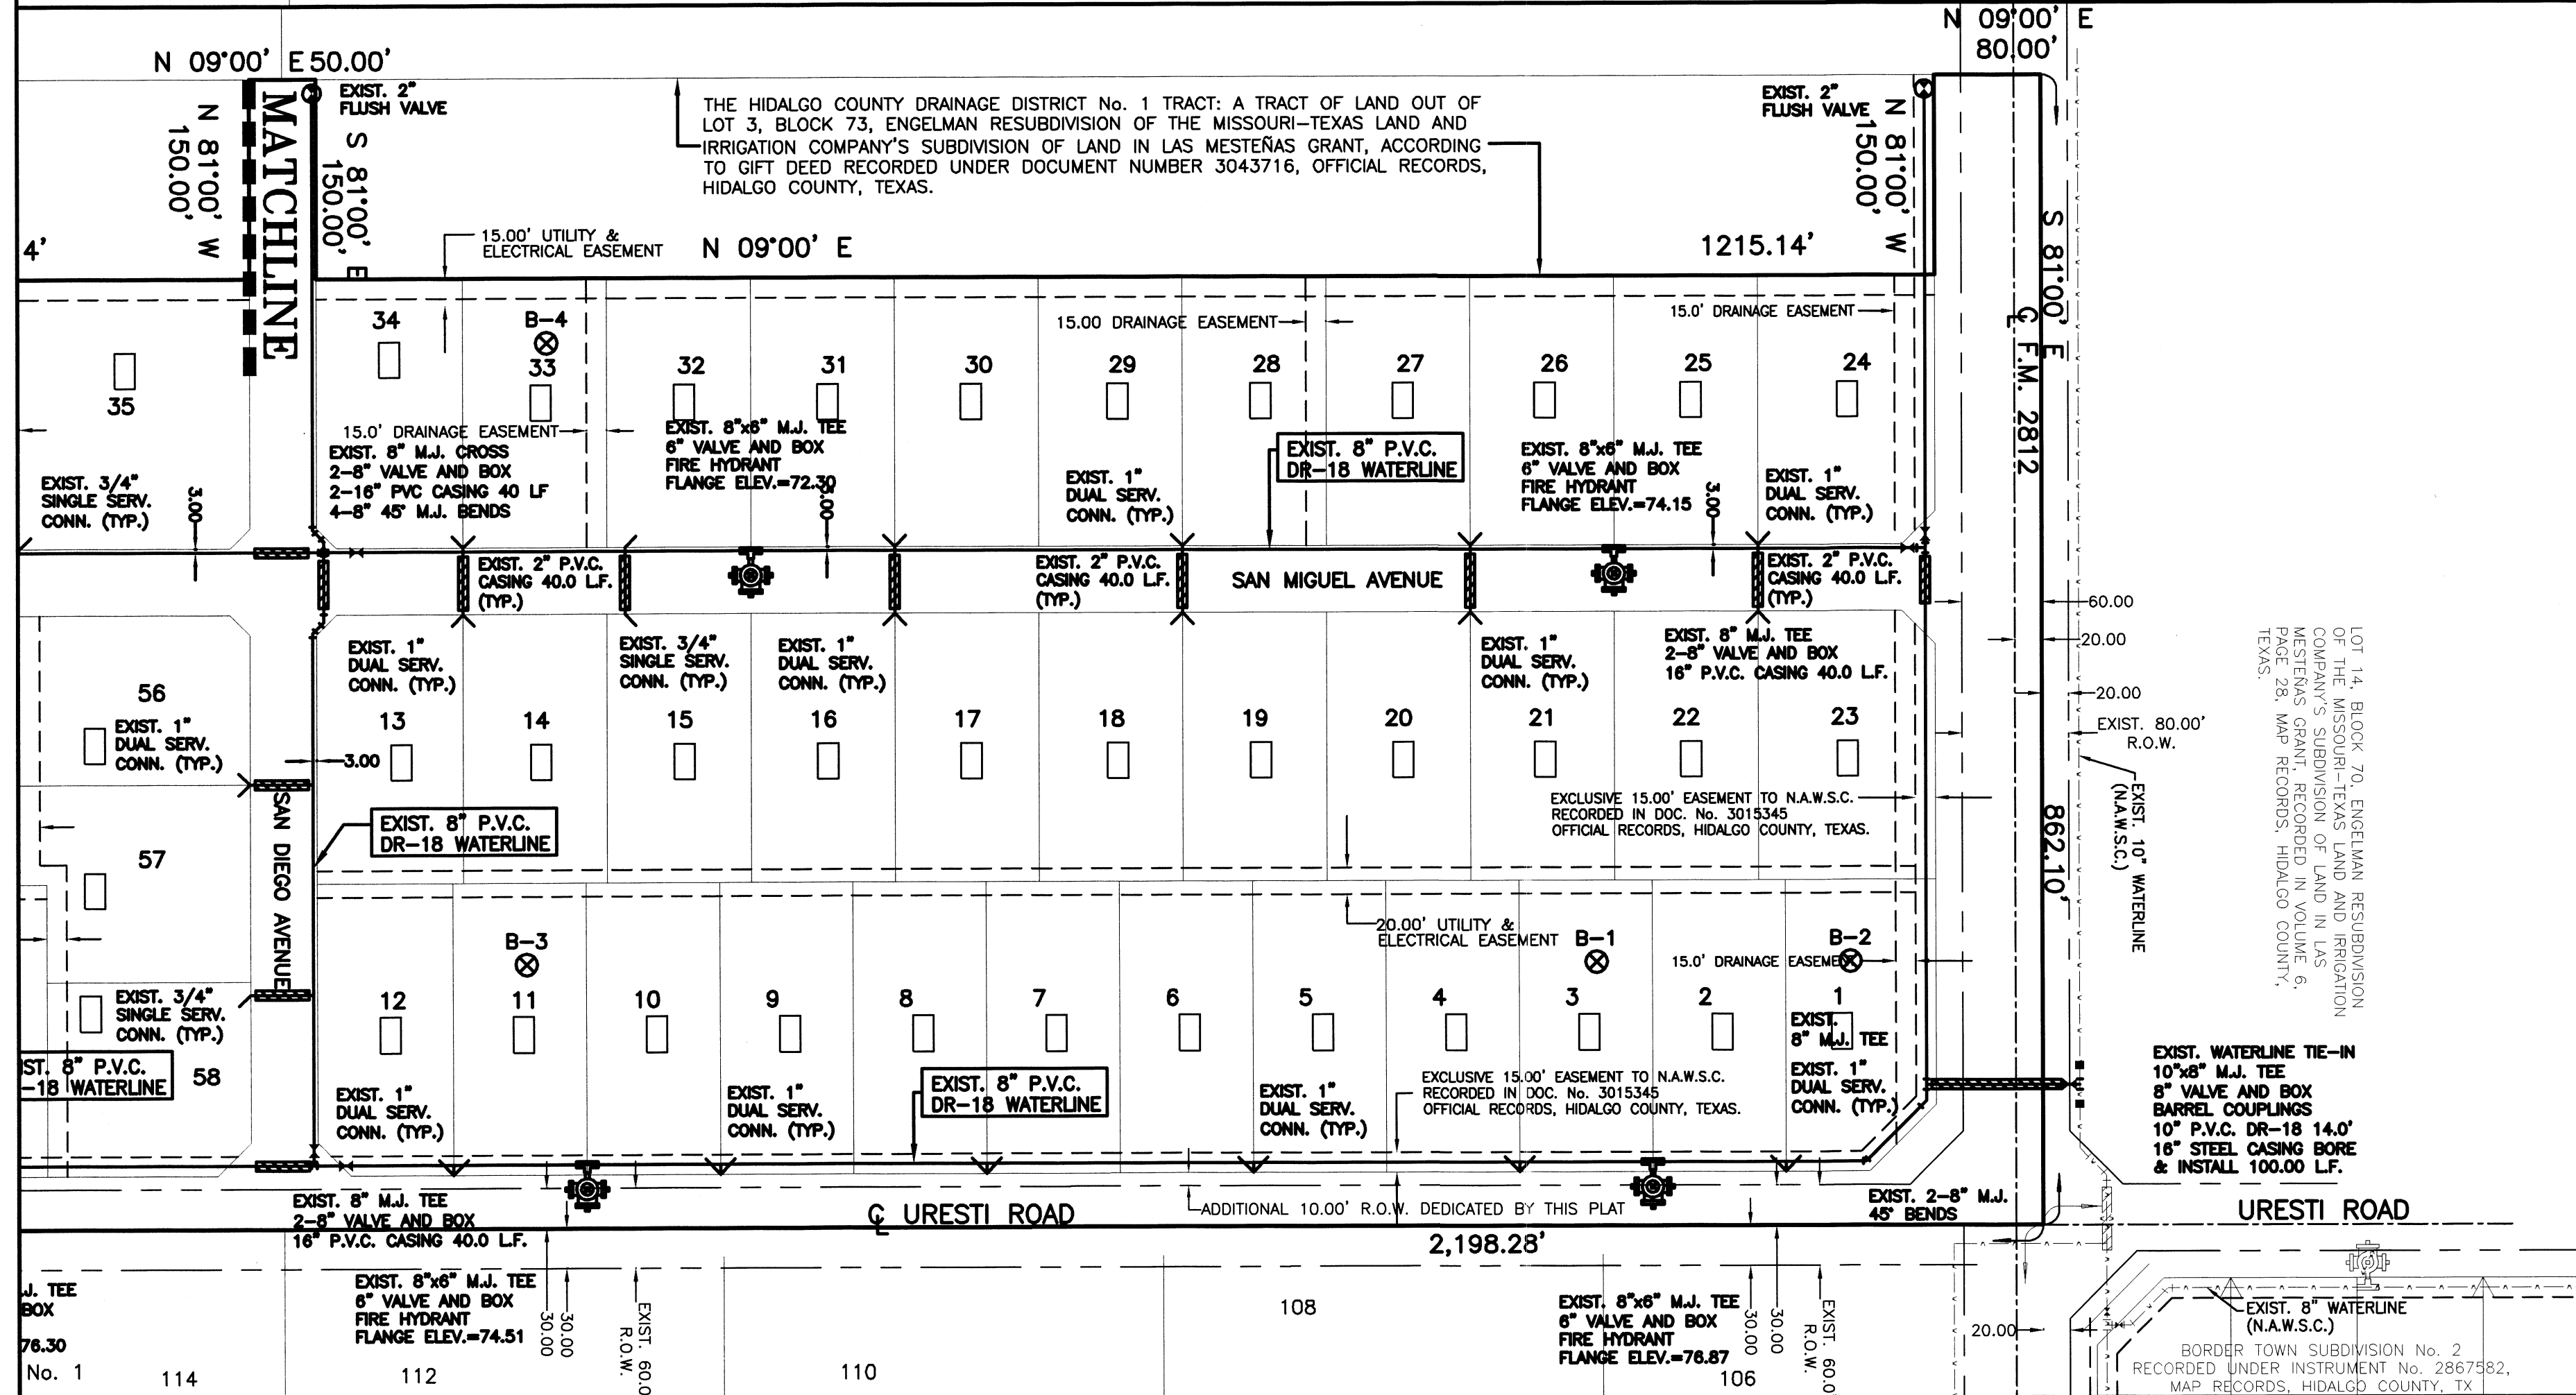 N 09°00' E 50.00'
N 09°00' E
80.00'
MATCHLINE
N 81°00' W
150.00'
EXIST. 2"
FLUSH VALVE
S 81°00' E
150.00'
THE HIDALGO COUNTY DRAINAGE DISTRICT No. 1 TRACT: A TRACT OF LAND OUT OF
LOT 3, BLOCK 73, ENGELMAN RESUBDIVISION OF THE MISSOURI-TEXAS LAND AND
IRRIGATION COMPANY'S SUBDIVISION OF LAND IN LAS MESTEÑAS GRANT, ACCORDING
TO GIFT DEED RECORDED UNDER DOCUMENT NUMBER 3043716, OFFICIAL RECORDS,
HIDALGO COUNTY, TEXAS.
EXIST. 2"
FLUSH VALVE
N 81°00' W
150.00'
S 81°00' E
862.10'
℄ F.M. 2812
4'
15.00' UTILITY &
ELECTRICAL EASEMENT
N 09°00' E
1215.14'
15.00 DRAINAGE EASEMENT
15.0' DRAINAGE EASEMENT
34
B-4
33
32
31
30
29
28
27
26
25
24
35
15.0' DRAINAGE EASEMENT
EXIST. 8" M.J. CROSS
2-8" VALVE AND BOX
2-16" PVC CASING 40 LF
4-8" 45° M.J. BENDS
EXIST. 8"x6" M.J. TEE
6" VALVE AND BOX
FIRE HYDRANT
FLANGE ELEV.=72.30
3.00
EXIST. 1"
DUAL SERV.
CONN. (TYP.)
EXIST. 8" P.V.C.
DR-18 WATERLINE
EXIST. 8"x6" M.J. TEE
6" VALVE AND BOX
FIRE HYDRANT
FLANGE ELEV.=74.15
3.00
EXIST. 1"
DUAL SERV.
CONN. (TYP.)
EXIST. 3/4"
SINGLE SERV.
CONN. (TYP.)
3.00
EXIST. 2" P.V.C.
CASING 40.0 L.F.
(TYP.)
EXIST. 2" P.V.C.
CASING 40.0 L.F.
(TYP.)
SAN MIGUEL AVENUE
EXIST. 2" P.V.C.
CASING 40.0 L.F.
(TYP.)
60.00
20.00
20.00
EXIST. 80.00'
R.O.W.
EXIST. 10" WATERLINE
(N.A.W.S.C.)
LOT 14, BLOCK 70, ENGELMAN RESUBDIVISION
OF THE MISSOURI-TEXAS LAND AND IRRIGATION
COMPANY'S SUBDIVISION OF LAND IN LAS
MESTEÑAS GRANT, RECORDED IN VOLUME 6,
PAGE 28, MAP RECORDS, HIDALGO COUNTY,
TEXAS.
EXIST. 1"
DUAL SERV.
CONN. (TYP.)
EXIST. 3/4"
SINGLE SERV.
CONN. (TYP.)
EXIST. 1"
DUAL SERV.
CONN. (TYP.)
EXIST. 1"
DUAL SERV.
CONN. (TYP.)
EXIST. 8" M.J. TEE
2-8" VALVE AND BOX
16" P.V.C. CASING 40.0 L.F.
56
EXIST. 1"
DUAL SERV.
CONN. (TYP.)
13
14
15
16
17
18
19
20
21
22
23
3.00
SAN DIEGO AVENUE
EXIST. 8" P.V.C.
DR-18 WATERLINE
EXCLUSIVE 15.00' EASEMENT TO N.A.W.S.C.
RECORDED IN DOC. No. 3015345
OFFICIAL RECORDS, HIDALGO COUNTY, TEXAS.
57
20.00' UTILITY &
ELECTRICAL EASEMENT
B-3
B-1
B-2
15.0' DRAINAGE EASEMENT
EXIST. 3/4"
SINGLE SERV.
CONN. (TYP.)
12
11
10
9
8
7
6
5
4
3
2
1
EXIST.
8" M.J. TEE
IST. 8" P.V.C.
-18 WATERLINE
58
EXIST. 1"
DUAL SERV.
CONN. (TYP.)
EXIST. 1"
DUAL SERV.
CONN. (TYP.)
EXIST. 8" P.V.C.
DR-18 WATERLINE
EXIST. 1"
DUAL SERV.
CONN. (TYP.)
EXCLUSIVE 15.00' EASEMENT TO N.A.W.S.C.
RECORDED IN DOC. No. 3015345
OFFICIAL RECORDS, HIDALGO COUNTY, TEXAS.
EXIST. 1"
DUAL SERV.
CONN. (TYP.)
EXIST. WATERLINE TIE-IN
10"x8" M.J. TEE
8" VALVE AND BOX
BARREL COUPLINGS
10" P.V.C. DR-18 14.0'
16" STEEL CASING BORE
& INSTALL 100.00 L.F.
EXIST. 8" M.J. TEE
2-8" VALVE AND BOX
16" P.V.C. CASING 40.0 L.F.
℄ URESTI ROAD
ADDITIONAL 10.00' R.O.W. DEDICATED BY THIS PLAT
EXIST. 2-8" M.J.
45° BENDS
URESTI ROAD
2,198.28'
.J. TEE
BOX
76.30
No. 1
EXIST. 8"x6" M.J. TEE
6" VALVE AND BOX
FIRE HYDRANT
FLANGE ELEV.=74.51
30.00
30.00
EXIST. 60.0
R.O.W.
EXIST. 8"x6" M.J. TEE
6" VALVE AND BOX
FIRE HYDRANT
FLANGE ELEV.=76.87
30.00
30.00
EXIST. 60.0
R.O.W.
114
112
110
108
106
20.00
EXIST. 8" WATERLINE
(N.A.W.S.C.)
BORDER TOWN SUBDIVISION No. 2
RECORDED UNDER INSTRUMENT No. 2867582,
MAP RECORDS, HIDALGO COUNTY, TX